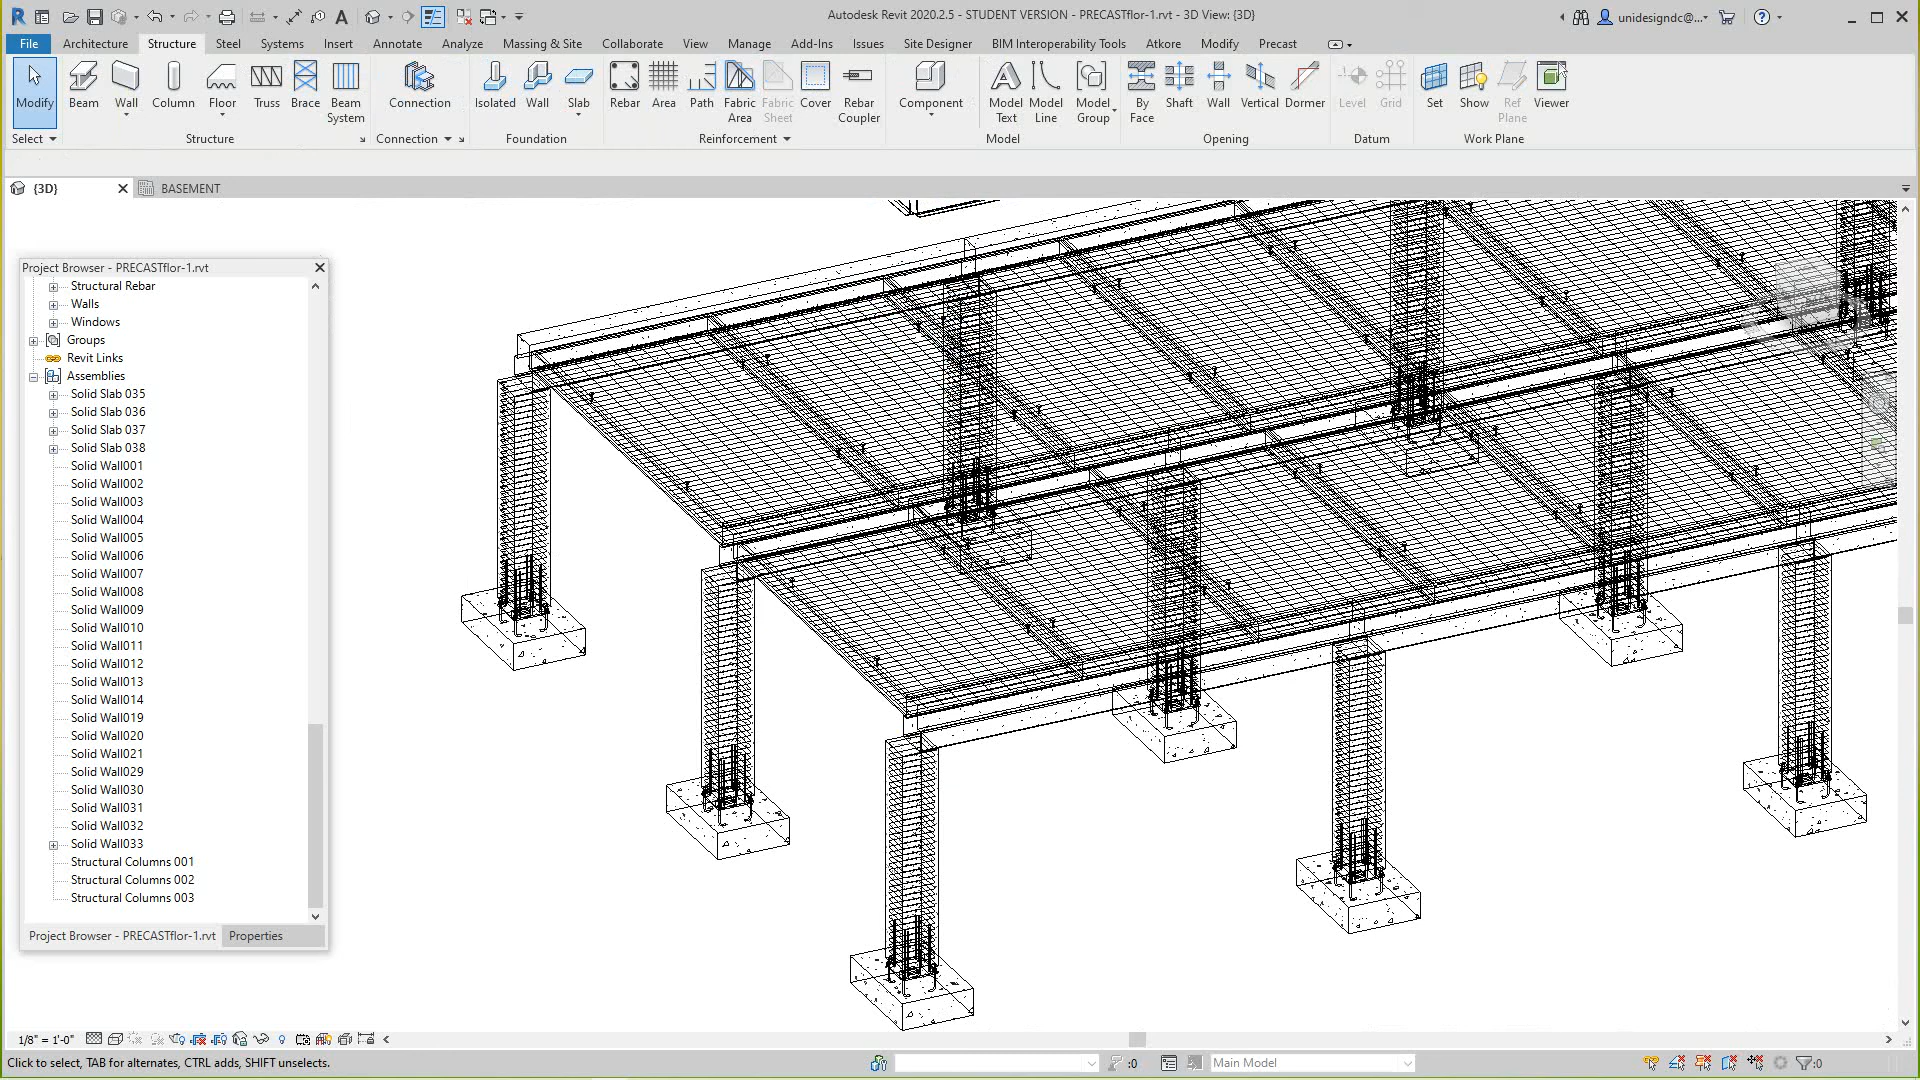 Autodesk Revit 2020.2.5 - STUDENT VERSION - PRECASTflor-1.rvt - 3D View: {3D}
unidesigndc@...
File Architecture Structure Steel Systems Insert Annotate Analyze Massing & Site Collaborate View Manage Add-Ins Issues Site Designer BIM Interoperability Tools Atkore Modify Precast
Modify Beam Wall Column Floor Truss Brace Beam System Connection Isolated Wall Slab Rebar Area Path Fabric Area Fabric Sheet Cover Rebar Coupler Component Model Text Model Line Model Group By Face Shaft Wall Vertical Dormer Level Grid Set Show Ref Plane Viewer
Select Structure Connection Foundation Reinforcement Model Opening Datum Work Plane
{3D} BASEMENT
Project Browser - PRECASTflor-1.rvt
Structural Rebar
Walls
Windows
Groups
Revit Links
Assemblies
Solid Slab 035
Solid Slab 036
Solid Slab 037
Solid Slab 038
Solid Wall001
Solid Wall002
Solid Wall003
Solid Wall004
Solid Wall005
Solid Wall006
Solid Wall007
Solid Wall008
Solid Wall009
Solid Wall010
Solid Wall011
Solid Wall012
Solid Wall013
Solid Wall014
Solid Wall019
Solid Wall020
Solid Wall021
Solid Wall029
Solid Wall030
Solid Wall031
Solid Wall032
Solid Wall033
Structural Columns 001
Structural Columns 002
Structural Columns 003
Project Browser - PRECASTflor-1.rvt Properties
1/8" = 1'-0"
Click to select, TAB for alternates, CTRL adds, SHIFT unselects.
:0
Main Model
:0